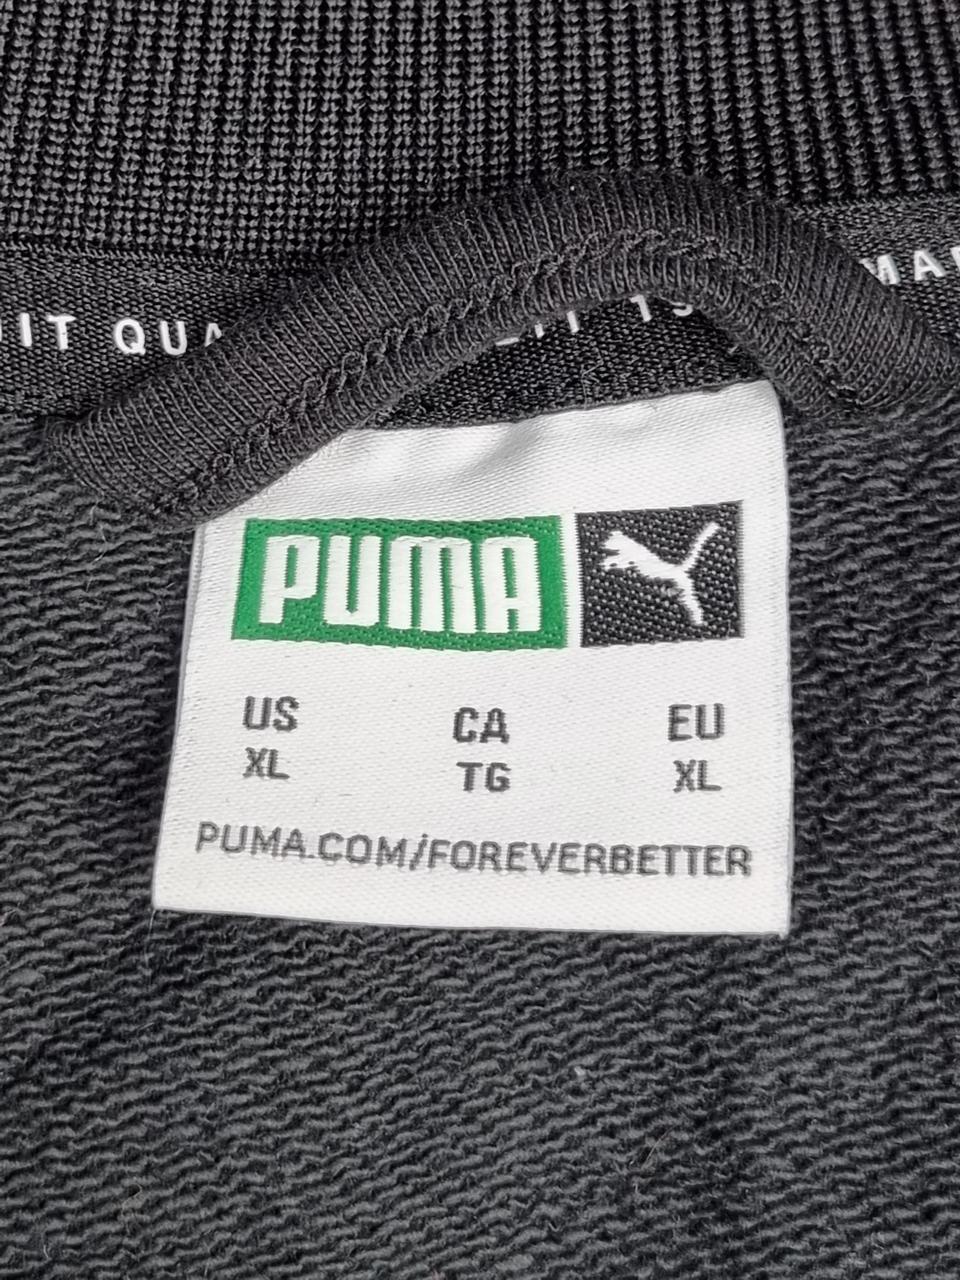 PUMA
US CA EU
XL TG XL
PUMA.COM/FOREVERBETTER